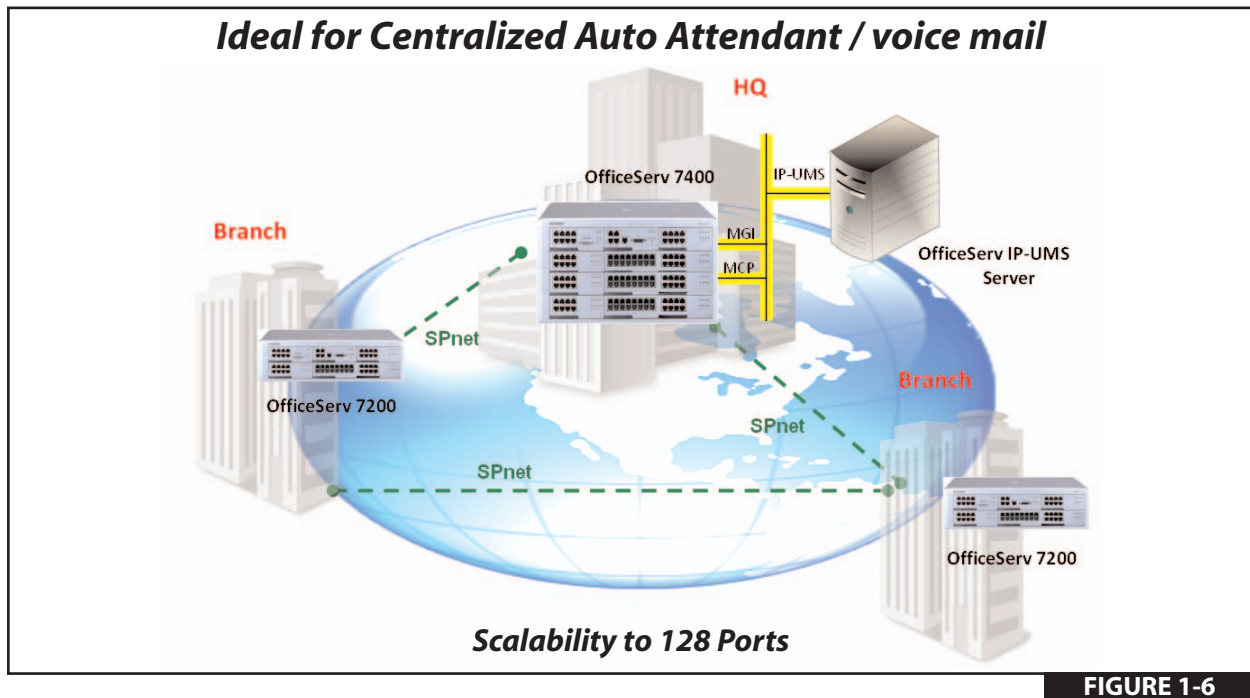 Ideal for Centralized Auto Attendant / voice mail
HQ
OfficeServ 7400
IP-UMS
MGI
MCP
OfficeServ IP-UMS
Server
Branch
SPnet
OfficeServ 7200
Branch
SPnet
SPnet
OfficeServ 7200
Scalability to 128 Ports
FIGURE 1-6